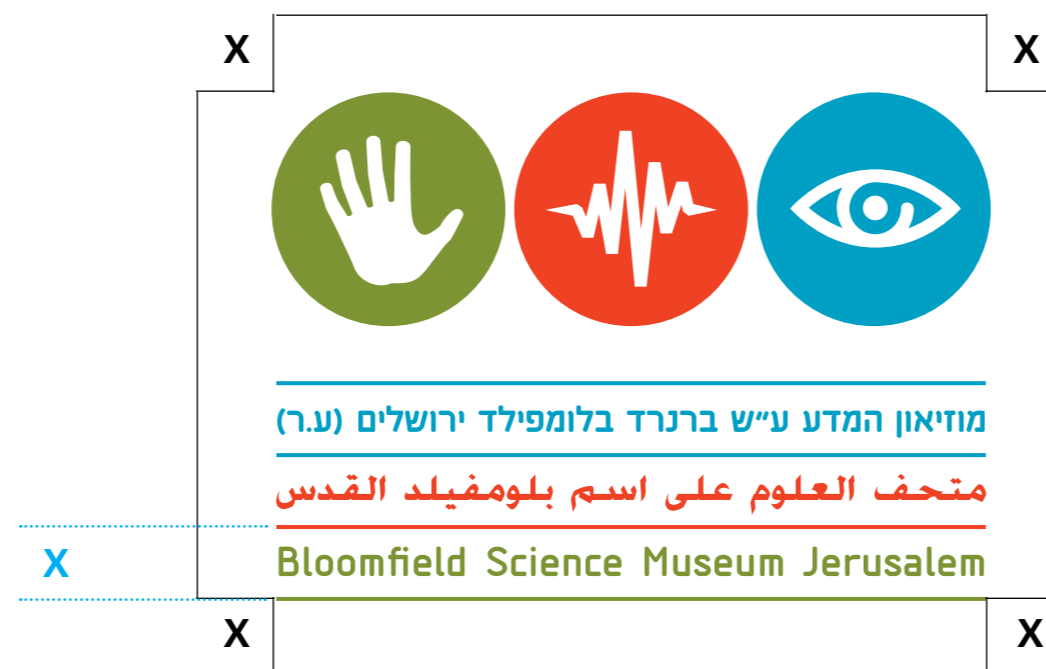 X X
מוזיאון המדע ע״ש ברנרד בלומפילד ירושלים (ע.ר)
متحف العلوم على اسم بلومفيلد القدس
X Bloomfield Science Museum Jerusalem
X X